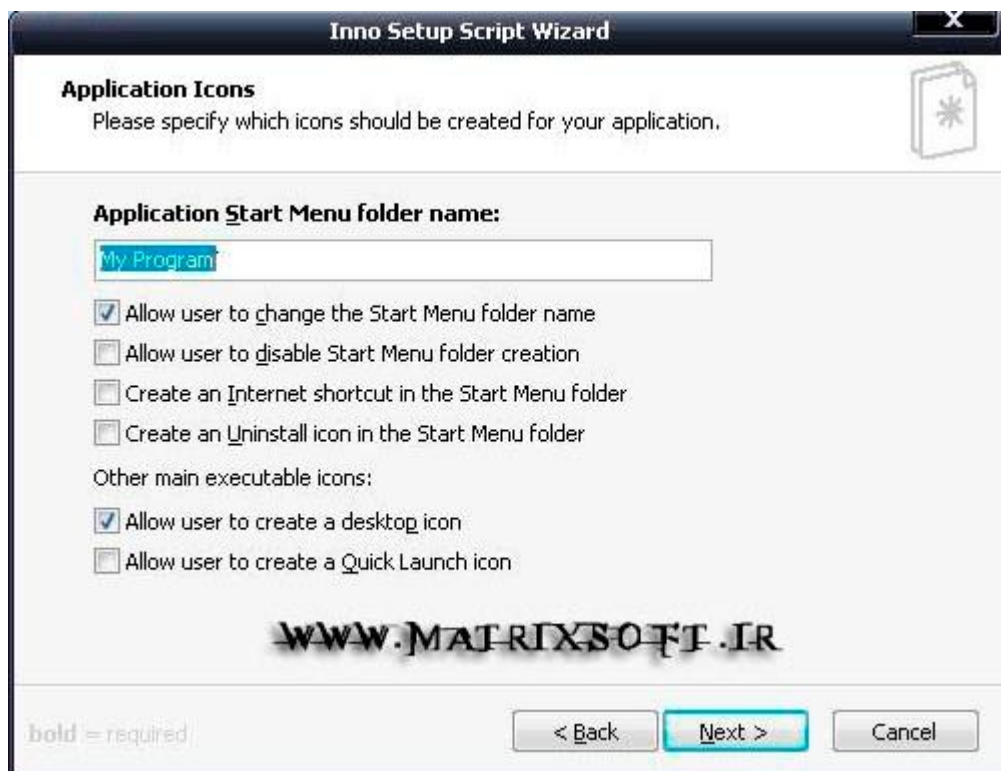 Inno Setup Script Wizard
X
Application Icons
Please specify which icons should be created for your application.
Application Start Menu folder name:
My Program
Allow user to change the Start Menu folder name
Allow user to disable Start Menu folder creation
Create an Internet shortcut in the Start Menu folder
Create an Uninstall icon in the Start Menu folder
Other main executable icons:
Allow user to create a desktop icon
Allow user to create a Quick Launch icon
WWW.MATRIXSOFT.IR
bold = required
< Back
Next >
Cancel